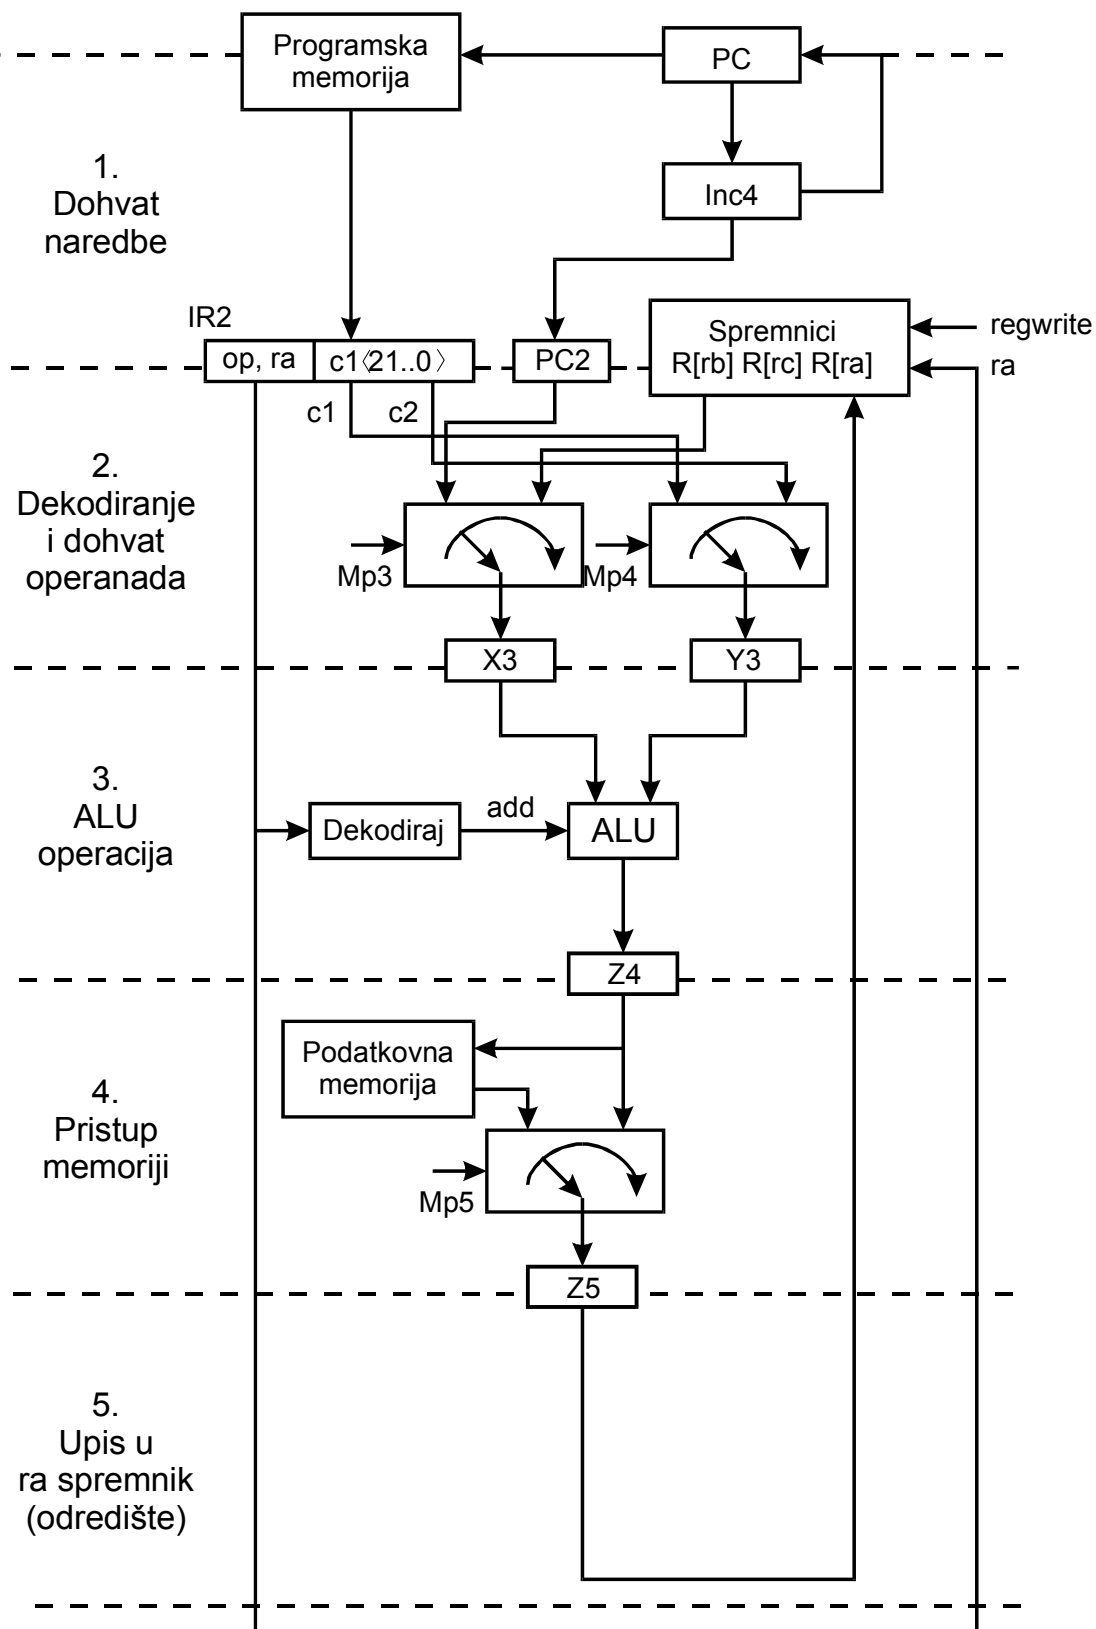 Programska
memorija
PC
1.
Dohvat
naredbe
Inc4
IR2
op, ra
c1〈21..0〉
PC2
Spremnici
R[rb] R[rc] R[ra]
regwrite
ra
c1
c2
2.
Dekodiranje
i dohvat
operanada
Mp3
Mp4
X3
Y3
3.
ALU
operacija
Dekodiraj
add
ALU
Z4
4.
Pristup
memoriji
Podatkovna
memorija
Mp5
Z5
5.
Upis u
ra spremnik
(odredište)